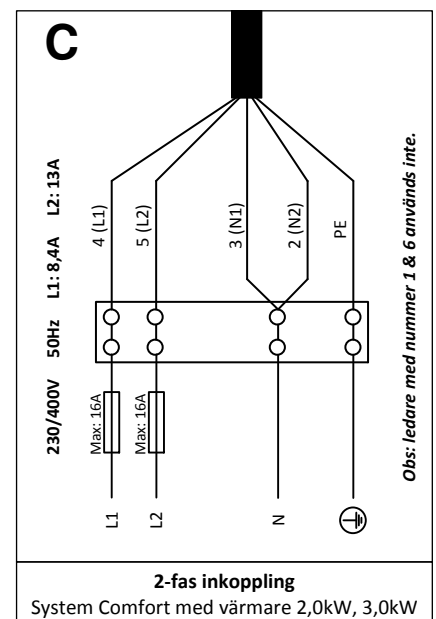 C
230/400V 50Hz L1: 8,4A L2: 13A
4 (L1)
5 (L2)
3 (N1)
2 (N2)
PE
Obs: ledare med nummer 1 & 6 används inte.
Max: 16A
Max: 16A
L1
L2
N
2-fas inkoppling
System Comfort med värmare 2,0kW, 3,0kW